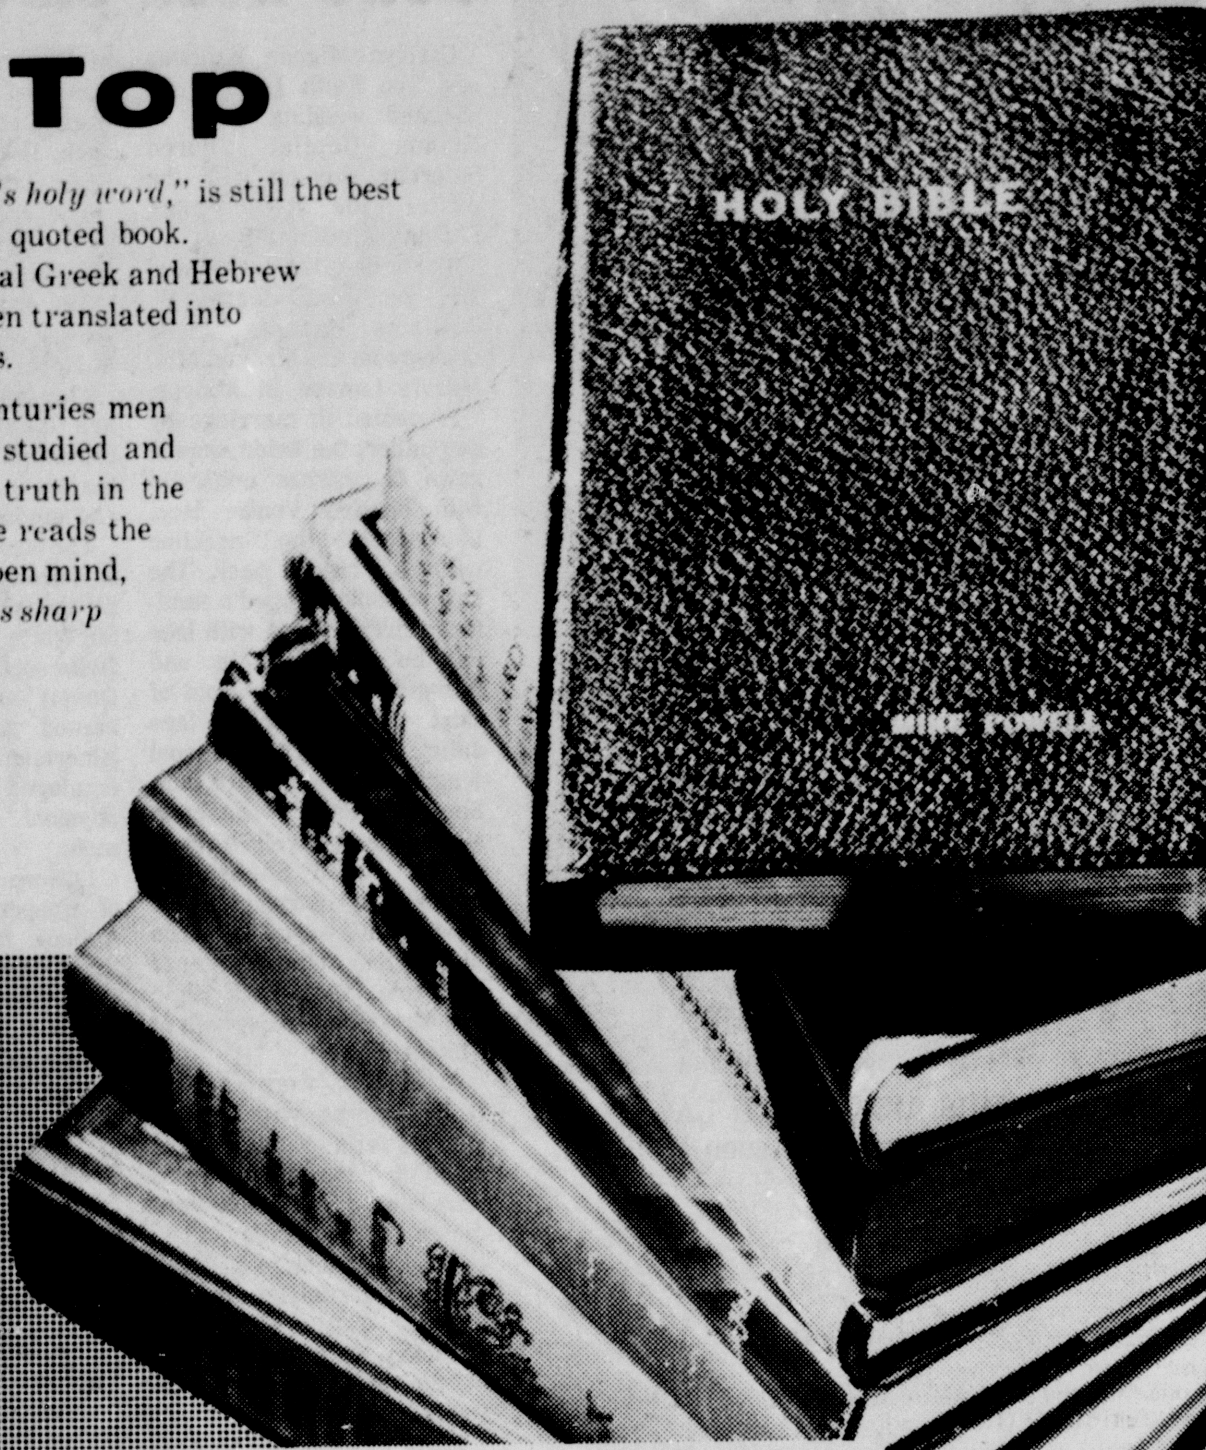 Top
's holy word," is still the best
quoted book.
al Greek and Hebrew
en translated into
s.
nturies men
studied and
truth in the
e reads the
pen mind,
s sharp
HOLY BIBLE
MIKE POWELL